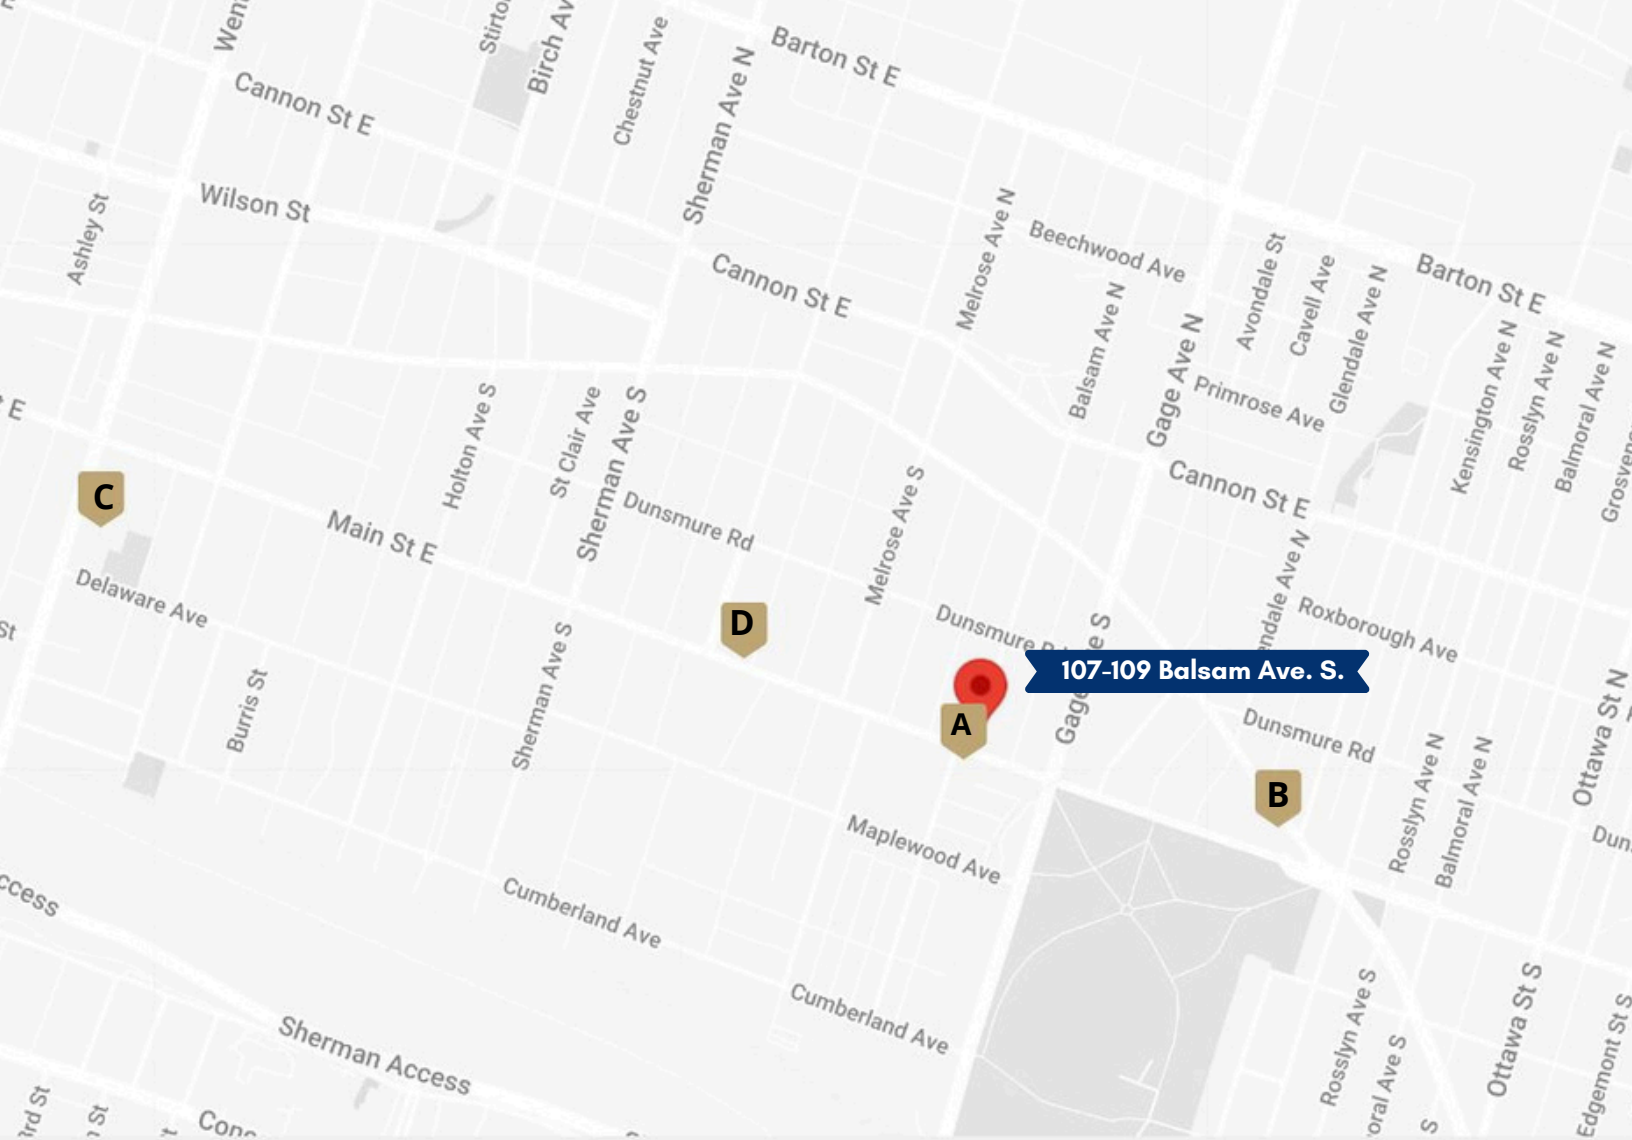 Barton St E
Cannon St E
Birch Av
Chestnut Ave
Sherman Ave N
Wilson St
Ashley St
Melrose Ave N
Beechwood Ave
Cannon St E
Balsam Ave N
Gage Ave N
Avondale St
Cavell Ave
Glendale Ave N
Barton St E
Primrose Ave
Kensington Ave N
Rosslyn Ave N
Balmoral Ave N
Holton Ave S
St Clair Ave
Sherman Ave S
Dunsmure Rd
Melrose Ave S
Cannon St E
C
Main St E
Delaware Ave
St
D
Dunsmure
Roxborough Ave
107-109 Balsam Ave. S.
Gage
S
Sherman Ave S
Burris St
A
Dunsmure Rd
Ottawa St N
B
Rosslyn Ave N
Balmoral Ave N
Maplewood Ave
Cumberland Ave
Cumberland Ave
Sherman Access
Rosslyn Ave S
Ottawa St S
Edgemont St S